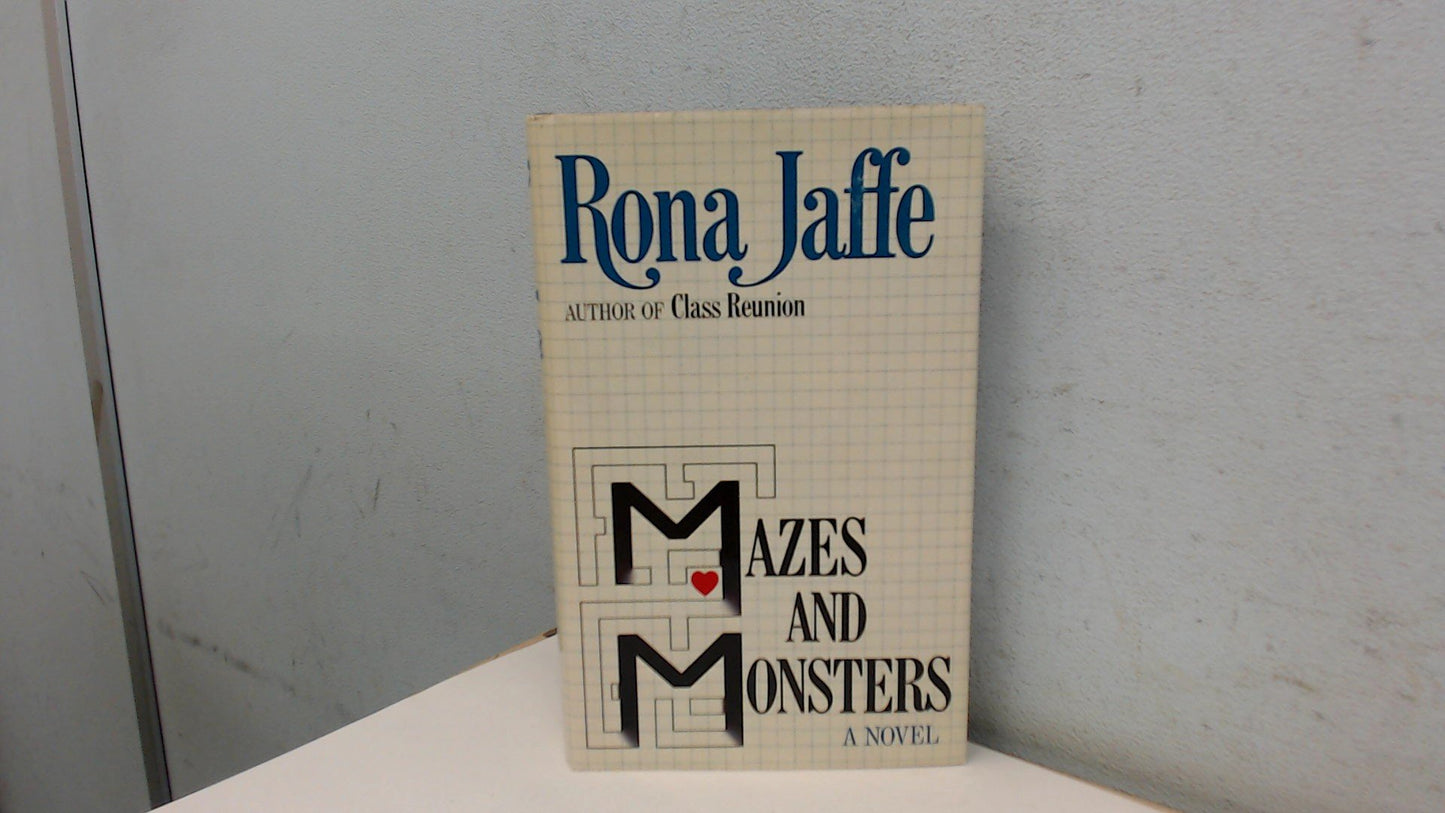 Rona Jaffe
AUTHOR OF Class Reunion
MAZES
AND
MONSTERS
A NOVEL